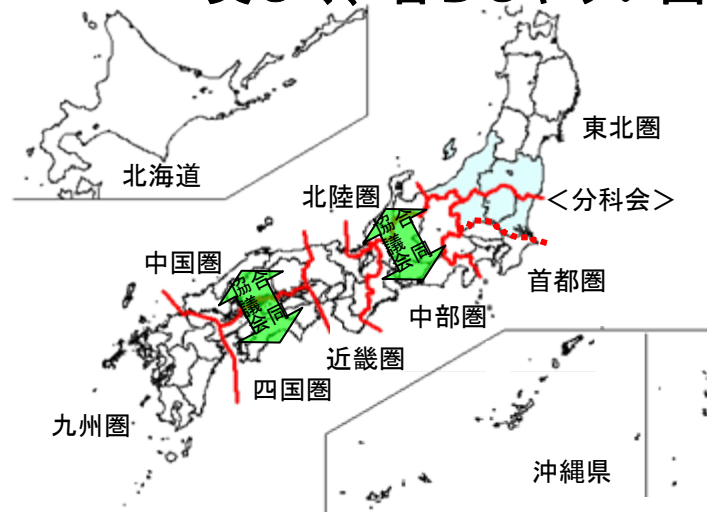 東北圏
北海道
北陸圏
<分科会>
合同
協議会
中国圏
合同
協議会
首都圏
中部圏
近畿圏
四国圏
九州圏
沖縄県